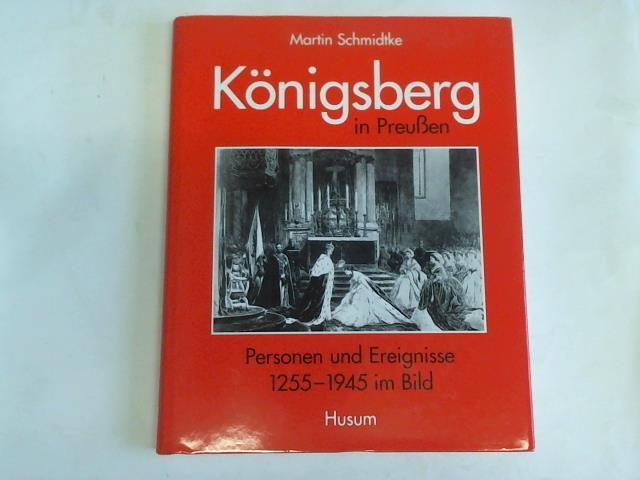 Martin Schmidtke
Königsberg
in Preußen
Personen und Ereignisse
1255–1945 im Bild
Husum